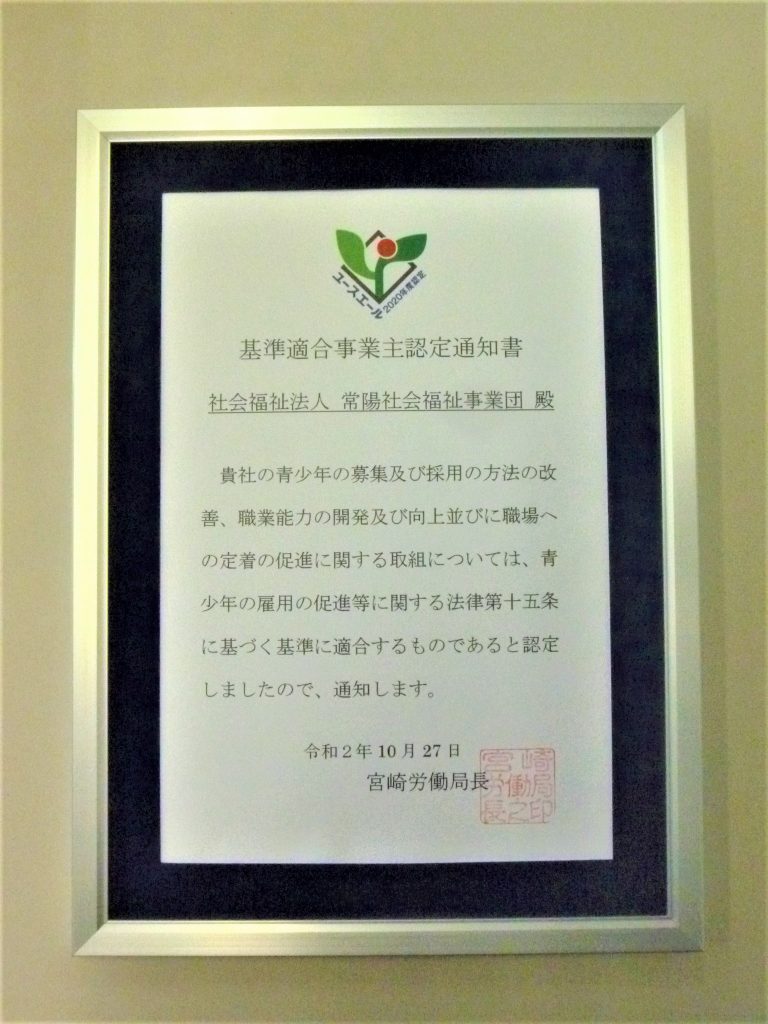 ユースエール 2020年度認定
基準適合事業主認定通知書
社会福祉法人 常陽社会福祉事業団 殿
貴社の青少年の募集及び採用の方法の改
善、職業能力の開発及び向上並びに職場へ
の定着の促進に関する取組については、青
少年の雇用の促進等に関する法律第十五条
に基づく基準に適合するものであると認定
しましたので、通知します。
令和2年10月27日
宮崎労働局長
宮崎
労働局
長之印